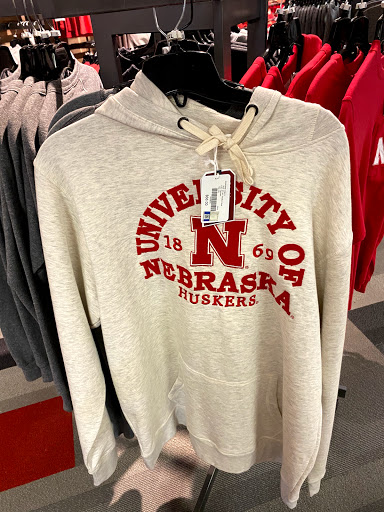 UNIVERSITY OF
18 N 69
NEBRASKA
HUSKERS